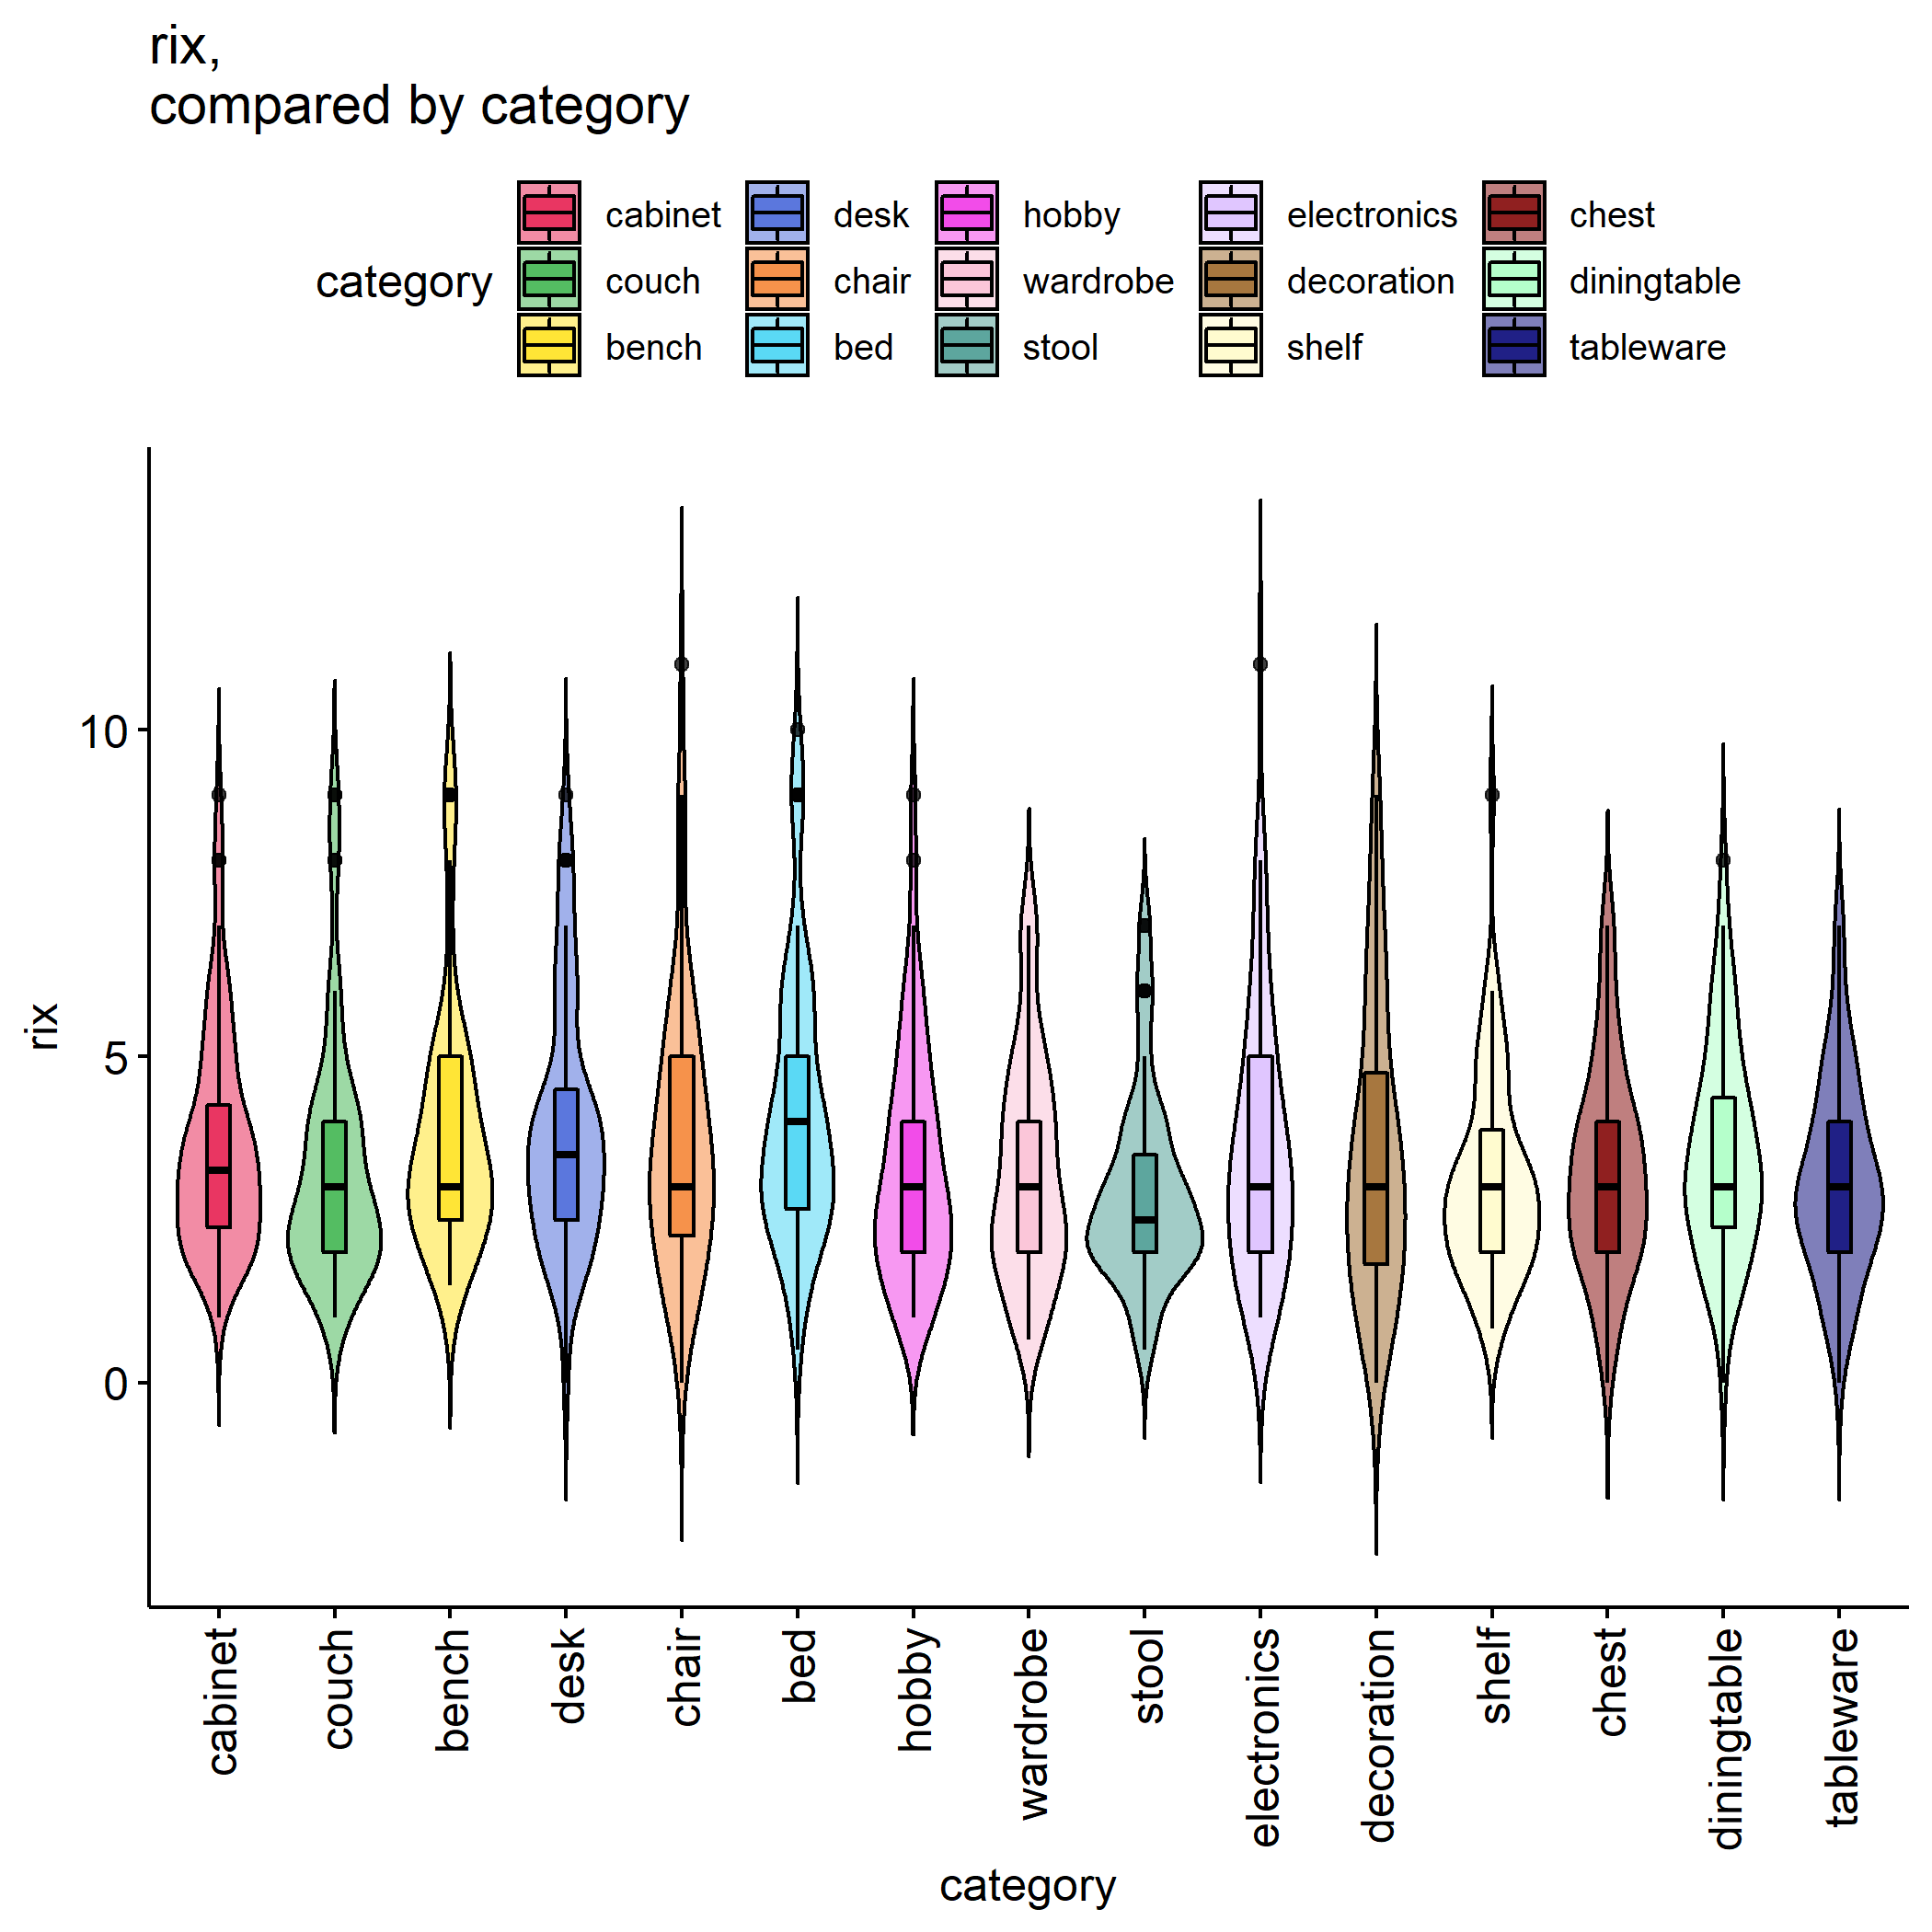 rix,
compared by category
category
cabinet desk hobby electronics chest
couch chair wardrobe decoration diningtable
bench bed stool shelf tableware
rix
10
5
0
cabinet couch bench desk chair bed hobby wardrobe stool electronics decoration shelf chest diningtable tableware
category